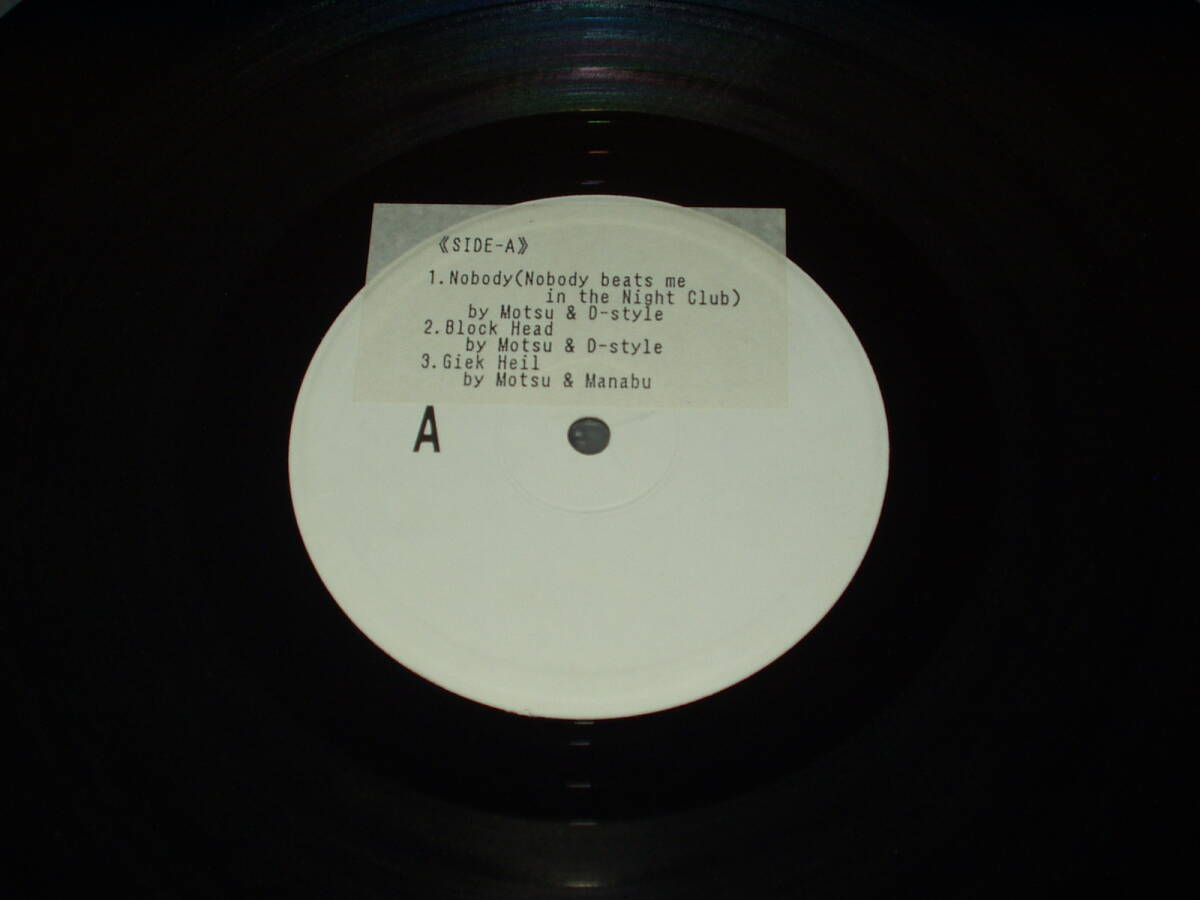 《SIDE-A》
1.Nobody(Nobody beats me
in the Night Club)
by Motsu & D-style
2.Block Head
by Motsu & D-style
3.Giek Heil
by Motsu & Manabu
A